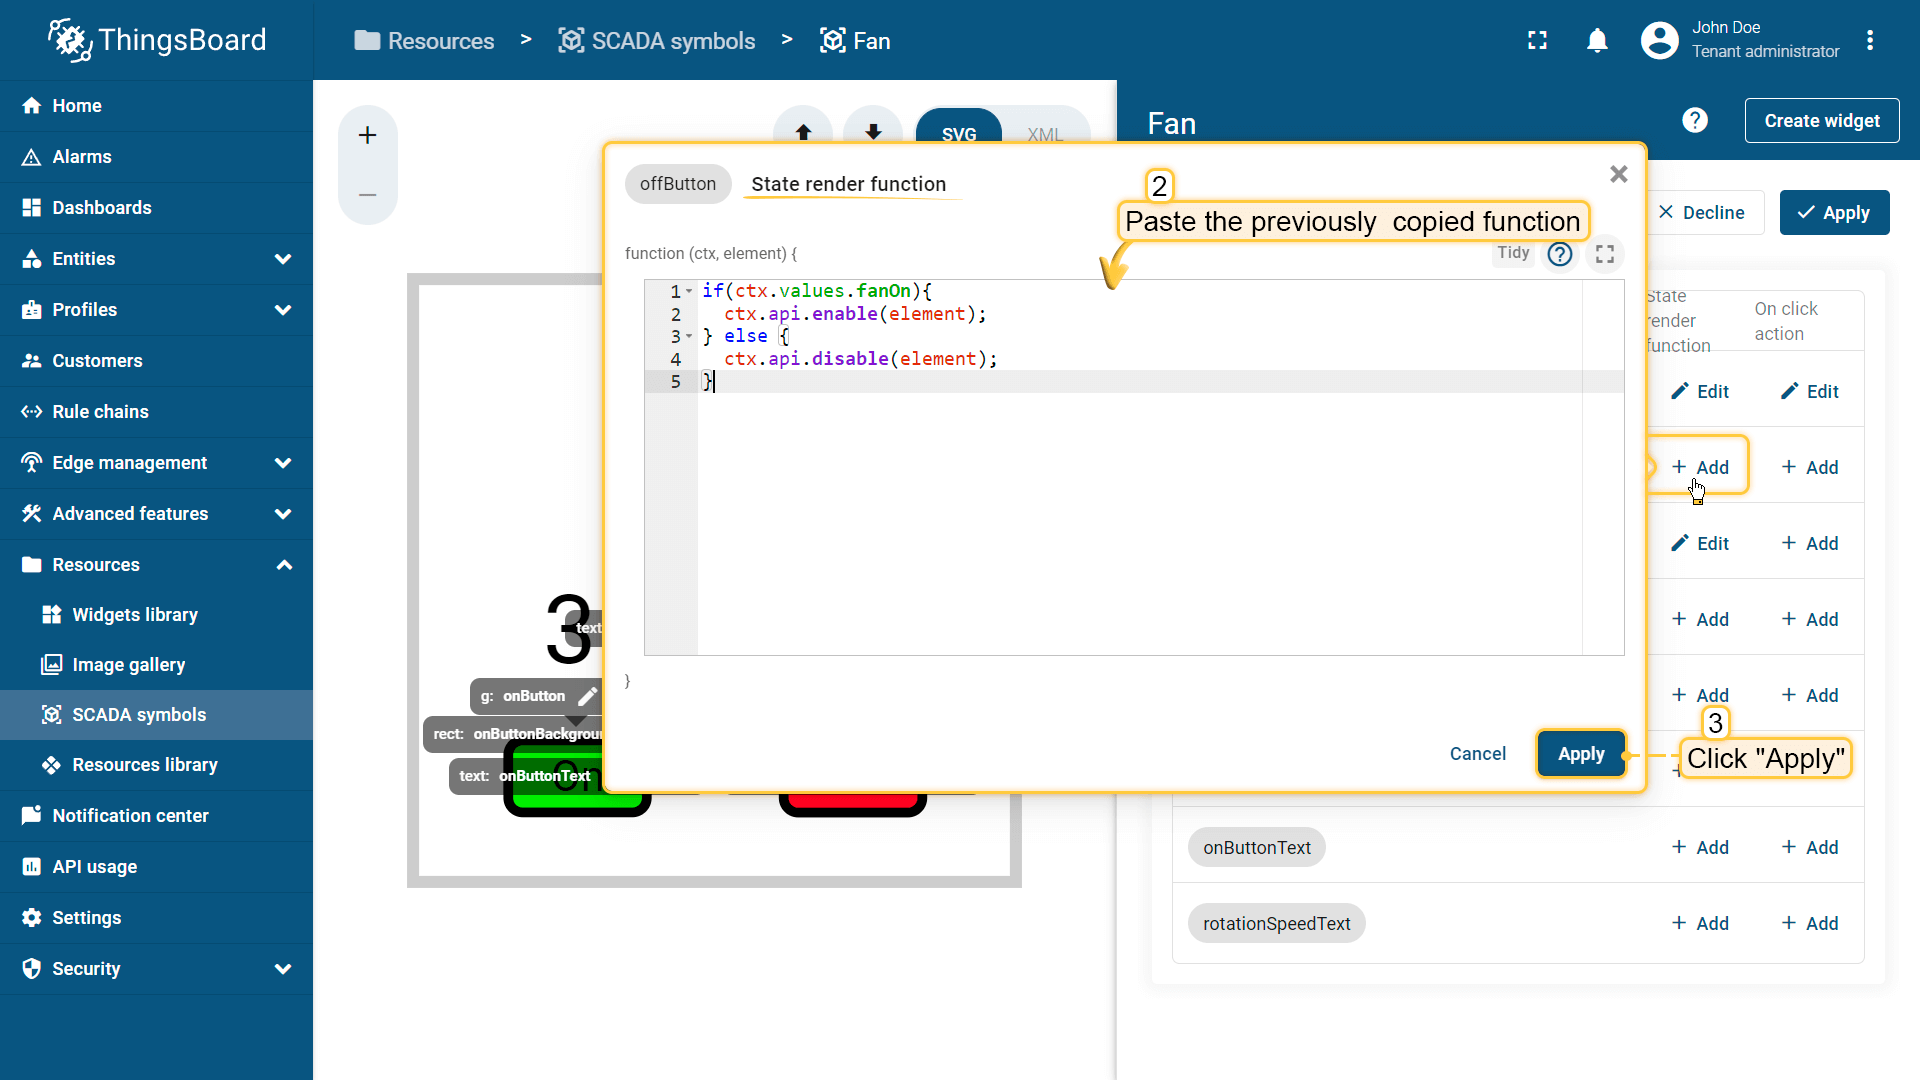 ThingsBoard
Resources > SCADA symbols > Fan
John Doe
Tenant administrator
Home
Alarms
Dashboards
Entities
Profiles
Customers
Rule chains
Edge management
Advanced features
Resources
Widgets library
Image gallery
SCADA symbols
Resources library
Notification center
API usage
Settings
Security
+
−
SVG
XML
Fan
?
Create widget
Decline
Apply
offButton
State render function
2
Paste the previously copied function
function (ctx, element) {
Tidy
?
1 if(ctx.values.fanOn){
2 ctx.api.enable(element);
3 } else {
4 ctx.api.disable(element);
5 }
}
Cancel
Apply
3
Click "Apply"
State
render
function
On click
action
Edit
Edit
+ Add
+ Add
Edit
+ Add
+ Add
+ Add
+ Add
+ Add
onButtonText
+ Add
+ Add
rotationSpeedText
+ Add
+ Add
3
text
g: onButton
rect: onButtonBackgrou
text: onButtonText
On